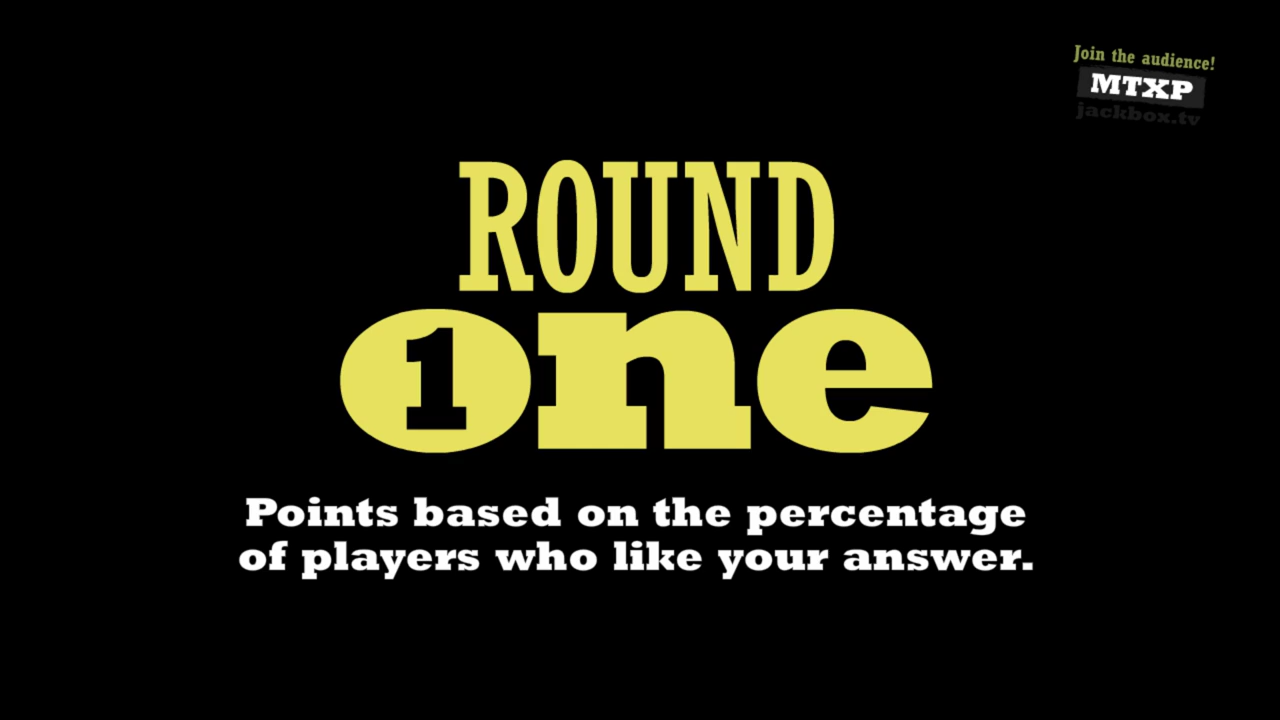 Join the audience!
MTXP
jackbox.tv
ROUND
1 one
Points based on the percentage
of players who like your answer.